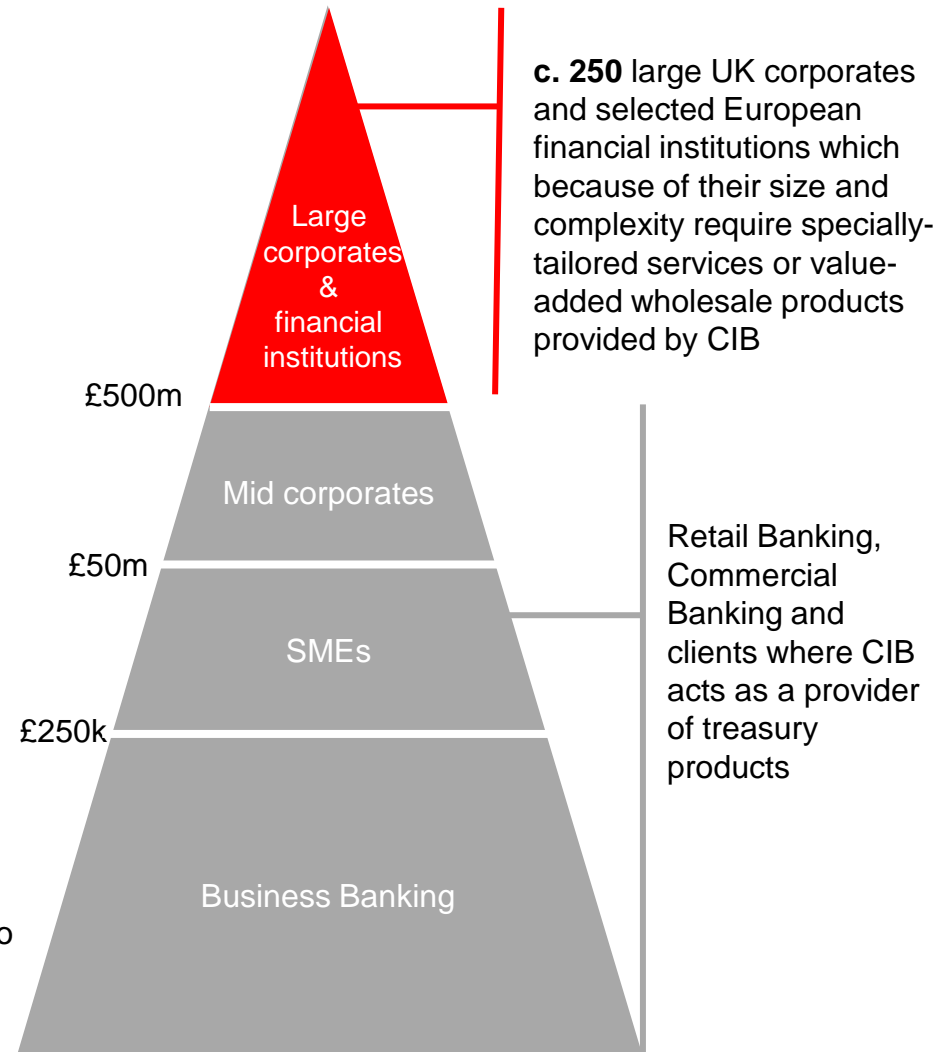 c. 250 large UK corporates
and selected European
financial institutions which
because of their size and
complexity require specially-
tailored services or value-
added wholesale products
provided by CIB
Large
corporates
&
financial
institutions
£500m
Mid corporates
£50m
SMEs
£250k
Business Banking
Retail Banking,
Commercial
Banking and
clients where CIB
acts as a provider
of treasury
products